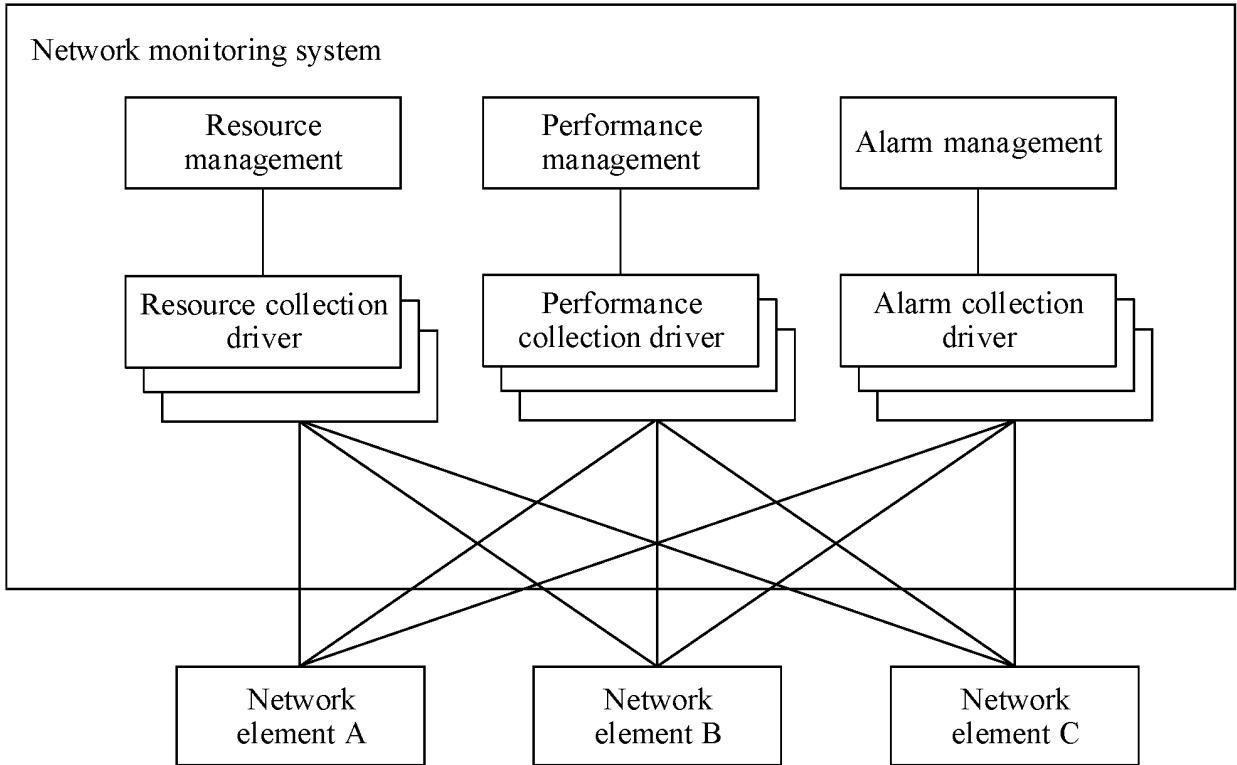 Network monitoring system
Resource
management
Performance
management
Alarm management
Resource collection
driver
Performance
collection driver
Alarm collection
driver
Network
element A
Network
element B
Network
element C